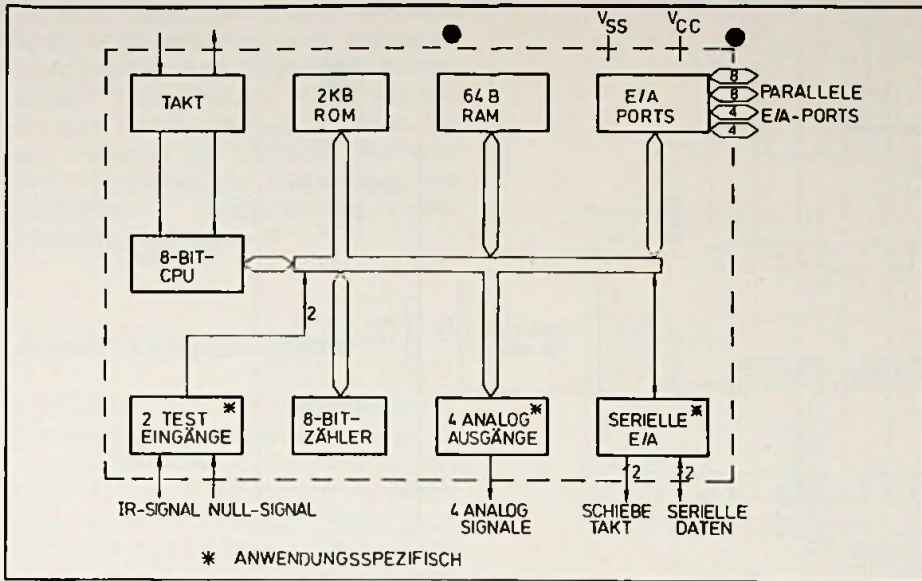 V SS
V CC
TAKT
2KB
ROM
64 B
RAM
E/A
PORTS
8
8
4
4
PARALLELE
E/A-PORTS
8-BIT-
CPU
2
2 TEST *
EINGÄNGE
8-BIT-
ZÄHLER
4 ANALOG *
AUSGÄNGE
SERIELLE *
E/A
2
2
IR-SIGNAL NULL-SIGNAL
4 ANALOG
SIGNALE
SCHIEBE
TAKT
SERIELLE
DATEN
* ANWENDUNGSSPEZIFISCH